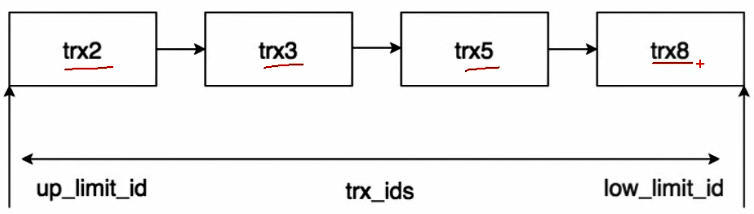 trx2 trx3 trx5 trx8
up_limit_id trx_ids low_limit_id